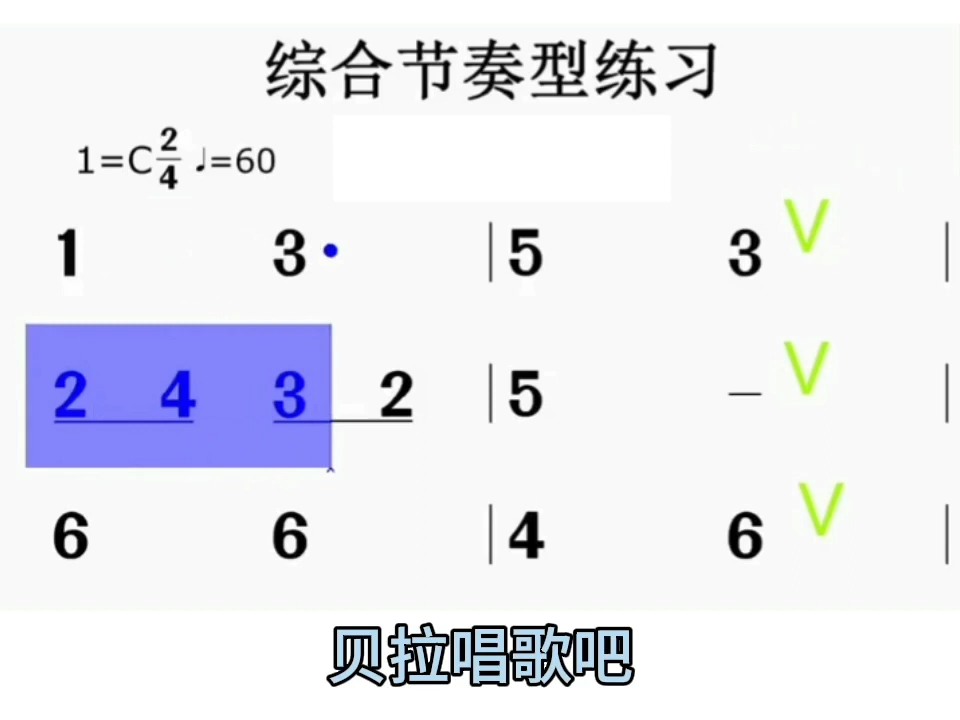 综合节奏型练习
1=C 2/4 ♩=60
1 3· | 5 3 V |
2 4 3 2 | 5 – V |
6 6 | 4 6 V |
贝拉唱歌吧